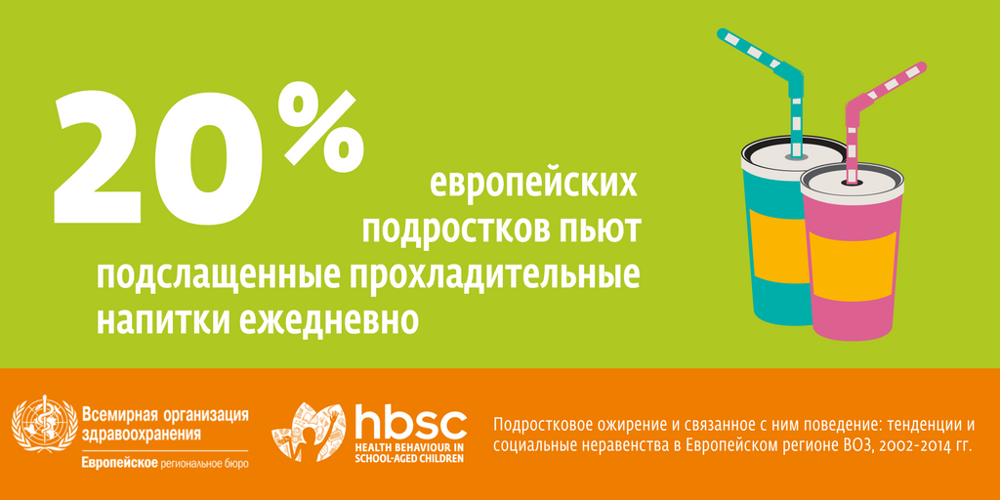 20%
европейских
подростков пьют
подслащенные прохладительные
напитки ежедневно
Всемирная организация
здравоохранения
Европейское региональное бюро
hbsc
HEALTH BEHAVIOUR IN
SCHOOL-AGED CHILDREN
Подростковое ожирение и связанное с ним поведение: тенденции и
социальные неравенства в Европейском регионе ВОЗ, 2002-2014 гг.